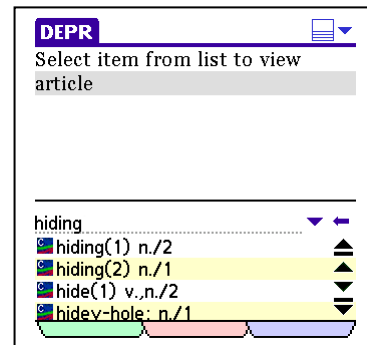 DEPR
Select item from list to view
article
hiding
hiding(1) n./2
hiding(2) n./1
hide(1) v.,n./2
hidey-hole: n./1